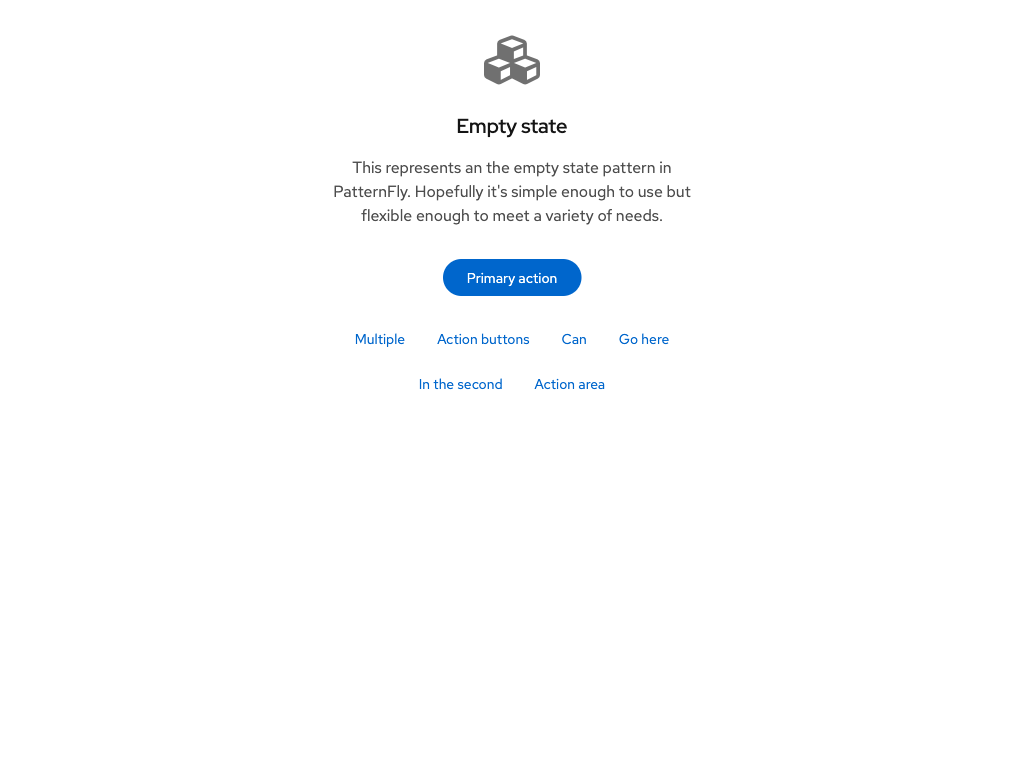 Empty state
This represents an the empty state pattern in
PatternFly. Hopefully it's simple enough to use but
flexible enough to meet a variety of needs.
Primary action
Multiple Action buttons Can Go here
In the second Action area